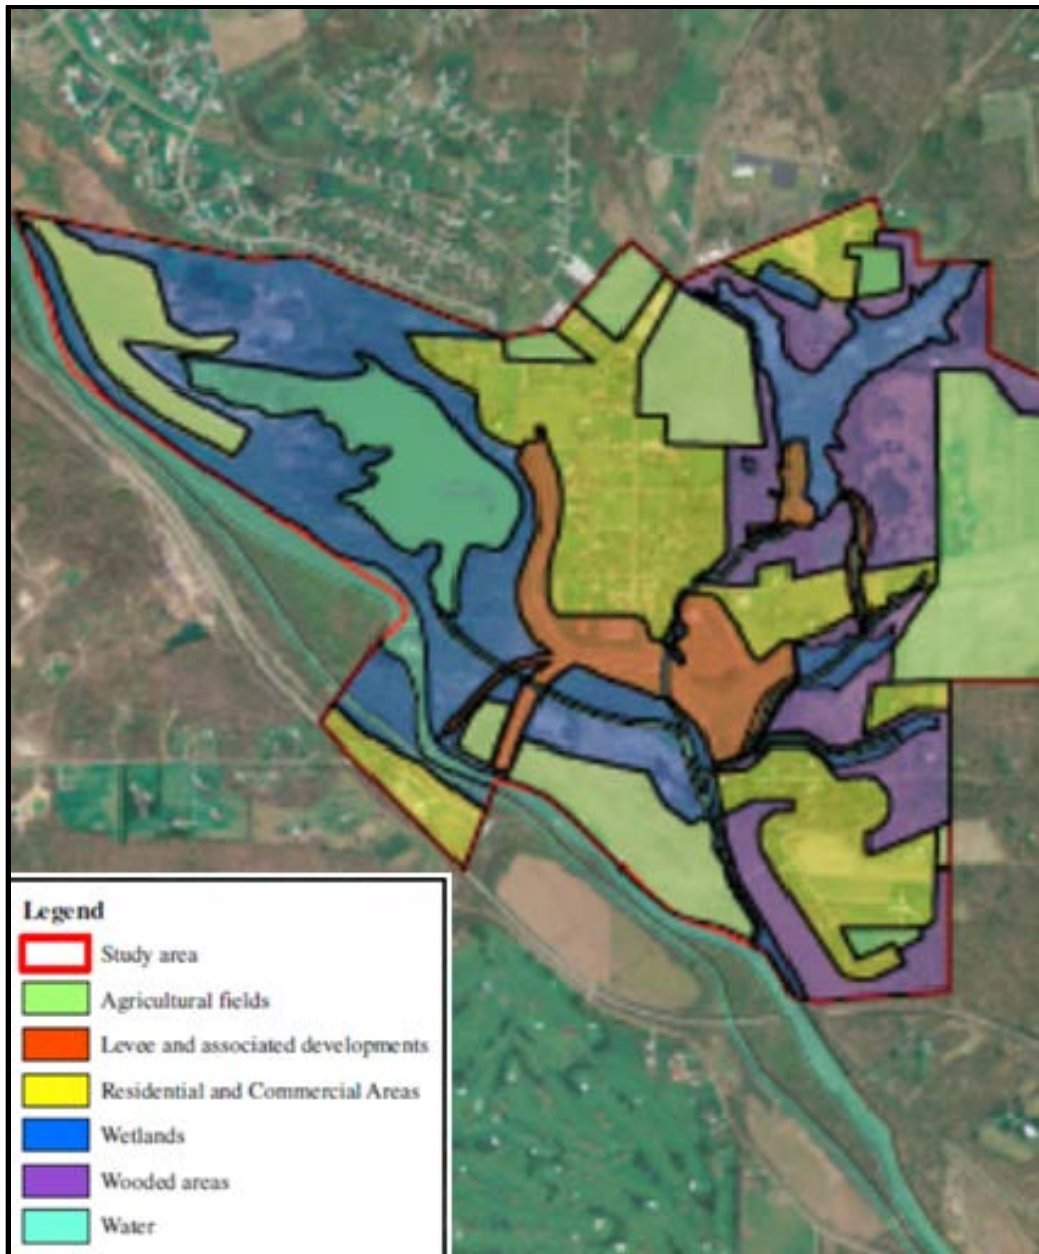 Legend
Study area
Agricultural fields
Levee and associated developments
Residential and Commercial Areas
Wetlands
Wooded areas
Water